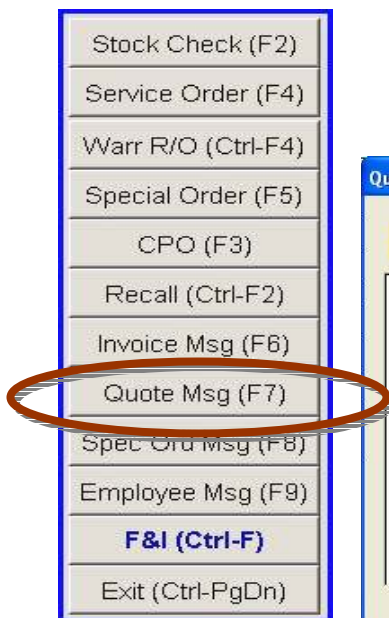 Stock Check (F2)
Service Order (F4)
Warr R/O (Ctrl-F4)
Special Order (F5)
CPO (F3)
Recall (Ctrl-F2)
Invoice Msg (F6)
Quote Msg (F7)
Spec Ord Msg (F8)
Employee Msg (F9)
F&I (Ctrl-F)
Exit (Ctrl-PgDn)
Qu